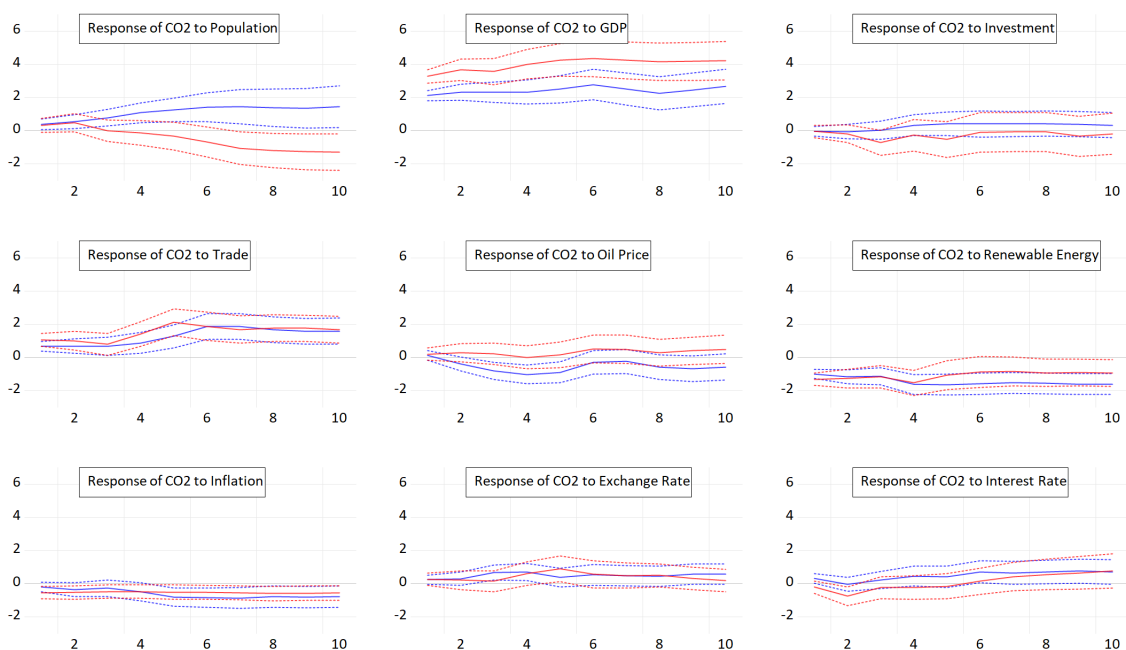 Response of CO2 to Population
6
4
2
0
-2
2 4 6 8 10
Response of CO2 to GDP
6
4
2
0
-2
2 4 6 8 10
Response of CO2 to Investment
6
4
2
0
-2
2 4 6 8 10
Response of CO2 to Trade
6
4
2
0
-2
2 4 6 8 10
Response of CO2 to Oil Price
6
4
2
0
-2
2 4 6 8 10
Response of CO2 to Renewable Energy
6
4
2
0
-2
2 4 6 8 10
Response of CO2 to Inflation
6
4
2
0
-2
2 4 6 8 10
Response of CO2 to Exchange Rate
6
4
2
0
-2
2 4 6 8 10
Response of CO2 to Interest Rate
6
4
2
0
-2
2 4 6 8 10